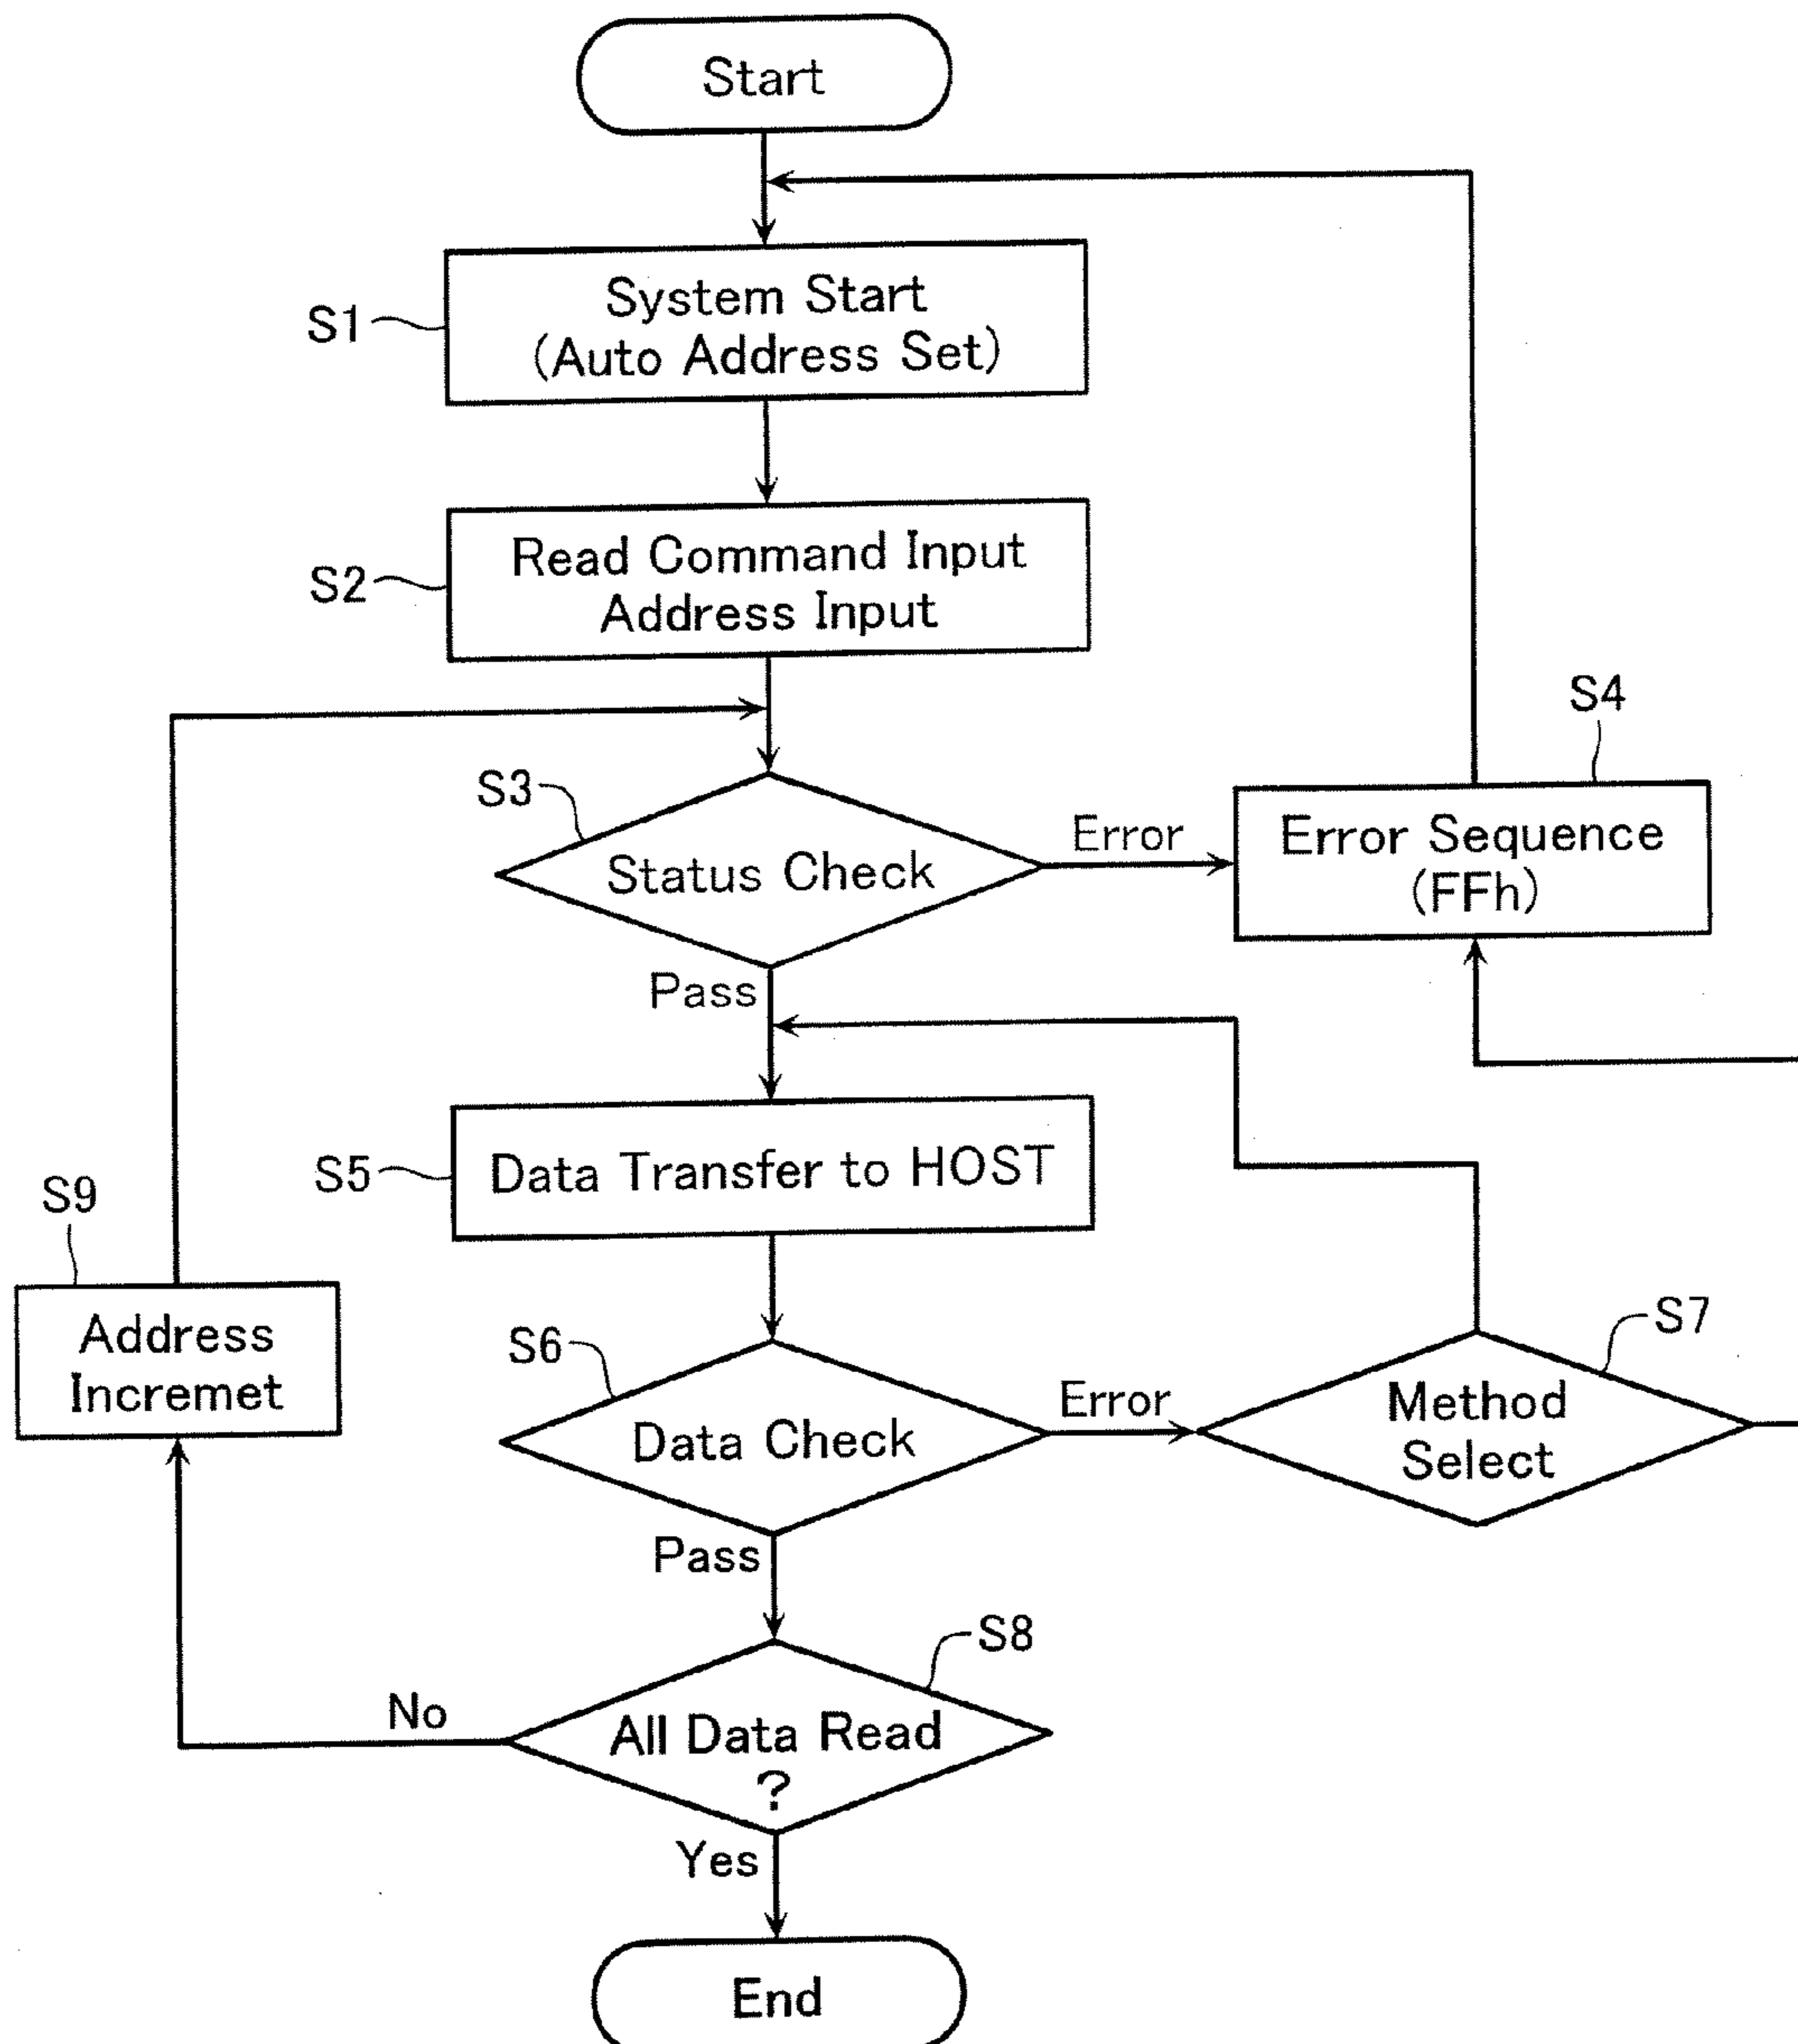 Start
S1
System Start
(Auto Address Set)
S2
Read Command Input
Address Input
S3
Status Check
Error
S4
Error Sequence
(FFh)
Pass
S5
Data Transfer to HOST
S9
Address
Incremet
S6
Data Check
Error
S7
Method
Select
Pass
S8
All Data Read
?
No
Yes
End